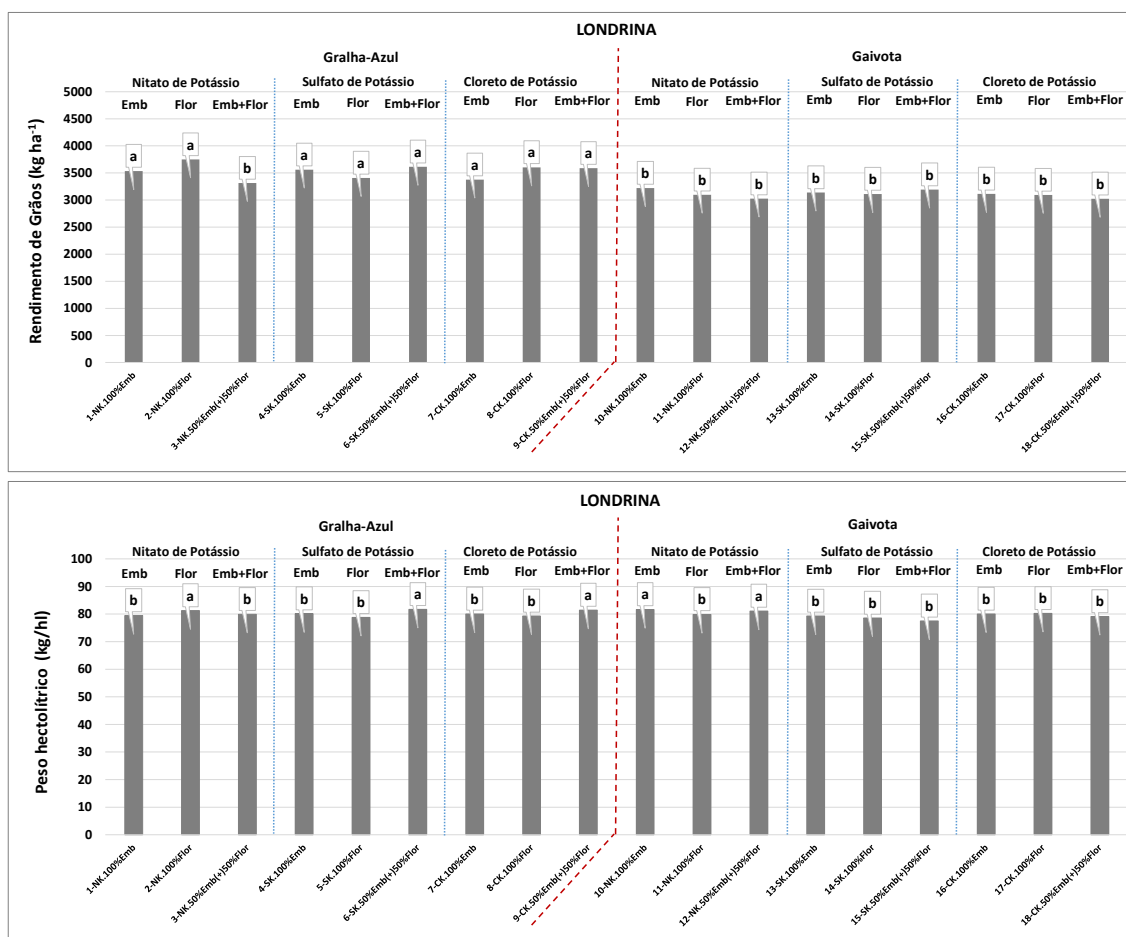 LONDRINA
Gralha-Azul
Gaivota
Nitato de Potássio
Sulfato de Potássio
Cloreto de Potássio
Nitato de Potássio
Sulfato de Potássio
Cloreto de Potássio
Emb Flor Emb+Flor Emb Flor Emb+Flor Emb Flor Emb+Flor Emb Flor Emb+Flor Emb Flor Emb+Flor Emb Flor Emb+Flor
Rendimento de Grãos (kg ha⁻¹)
5000
4500
4000
3500
3000
2500
2000
1500
1000
500
0
a a b a a a a a a b b b b b b b b b
1-NK.100%Emb
2-NK.100%Flor
3-NK.50%Emb(+)50%Flor
4-SK.100%Emb
5-SK.100%Flor
6-SK.50%Emb(+)50%Flor
7-CK.100%Emb
8-CK.100%Flor
9-CK.50%Emb(+)50%Flor
10-NK.100%Emb
11-NK.100%Flor
12-NK.50%Emb(+)50%Flor
13-SK.100%Emb
14-SK.100%Flor
15-SK.50%Emb(+)50%Flor
16-CK.100%Emb
17-CK.100%Flor
18-CK.50%Emb(+)50%Flor
LONDRINA
Gralha-Azul
Gaivota
Nitato de Potássio
Sulfato de Potássio
Cloreto de Potássio
Nitato de Potássio
Sulfato de Potássio
Cloreto de Potássio
Emb Flor Emb+Flor Emb Flor Emb+Flor Emb Flor Emb+Flor Emb Flor Emb+Flor Emb Flor Emb+Flor Emb Flor Emb+Flor
Peso hectolítrico (kg/hl)
100
90
80
70
60
50
40
30
20
10
0
b a b b b a b b a a b a b b b b b b
1-NK.100%Emb
2-NK.100%Flor
3-NK.50%Emb(+)50%Flor
4-SK.100%Emb
5-SK.100%Flor
6-SK.50%Emb(+)50%Flor
7-CK.100%Emb
8-CK.100%Flor
9-CK.50%Emb(+)50%Flor
10-NK.100%Emb
11-NK.100%Flor
12-NK.50%Emb(+)50%Flor
13-SK.100%Emb
14-SK.100%Flor
15-SK.50%Emb(+)50%Flor
16-CK.100%Emb
17-CK.100%Flor
18-CK.50%Emb(+)50%Flor